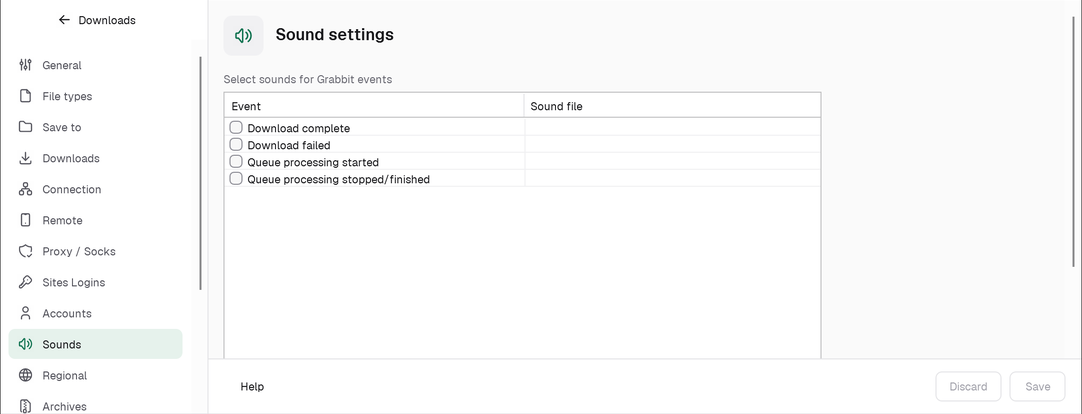 Downloads
General
File types
Save to
Downloads
Connection
Remote
Proxy / Socks
Sites Logins
Accounts
Sounds
Regional
Archives
Sound settings
Select sounds for Grabbit events
Event Sound file
Download complete
Download failed
Queue processing started
Queue processing stopped/finished
Help Discard Save